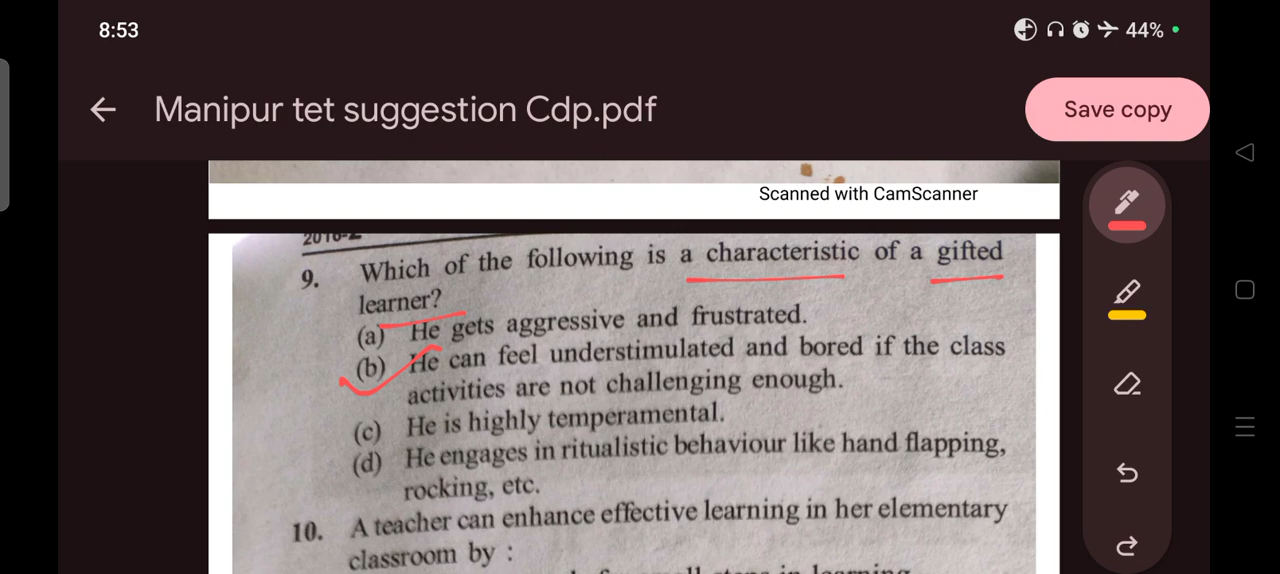 8:53
44%
Manipur tet suggestion Cdp.pdf
Save copy
Scanned with CamScanner
9. Which of the following is a characteristic of a gifted
learner?
(a) He gets aggressive and frustrated.
(b) He can feel understimulated and bored if the class
activities are not challenging enough.
(c) He is highly temperamental.
(d) He engages in ritualistic behaviour like hand flapping,
rocking, etc.
10. A teacher can enhance effective learning in her elementary
classroom by :